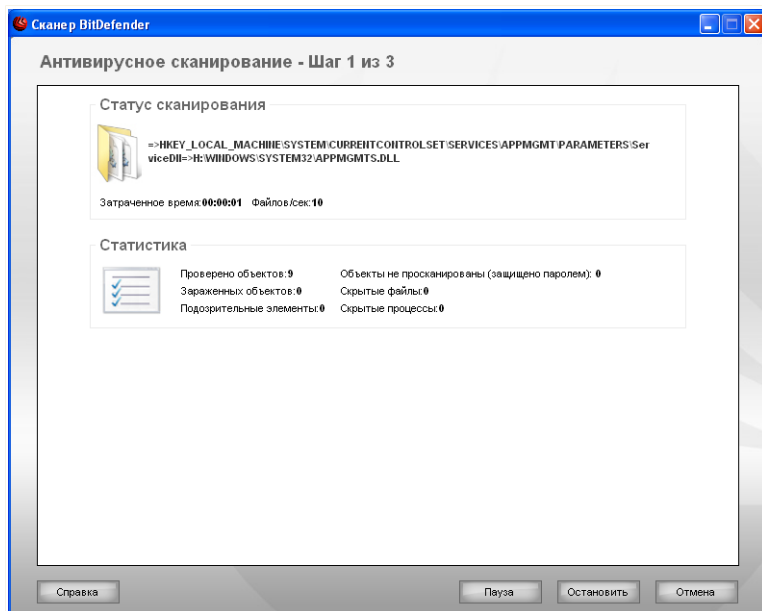 Сканер BitDefender
Антивирусное сканирование - Шаг 1 из 3
Статус сканирования
=>HKEY_LOCAL_MACHINE\SYSTEM\CURRENTCONTROLSET\SERVICES\APPMGMT\PARAMETERS\Ser
viceDll=>H:\WINDOWS\SYSTEM32\APPMGMTS.DLL
Затраченное время:00:00:01 Файлов/сек:10
Статистика
Проверено объектов:9 Объекты не просканированы (защищено паролем): 0
Зараженных объектов:0 Скрытые файлы:0
Подозрительные элементы:0 Скрытые процессы:0
Справка Пауза Остановить Отмена